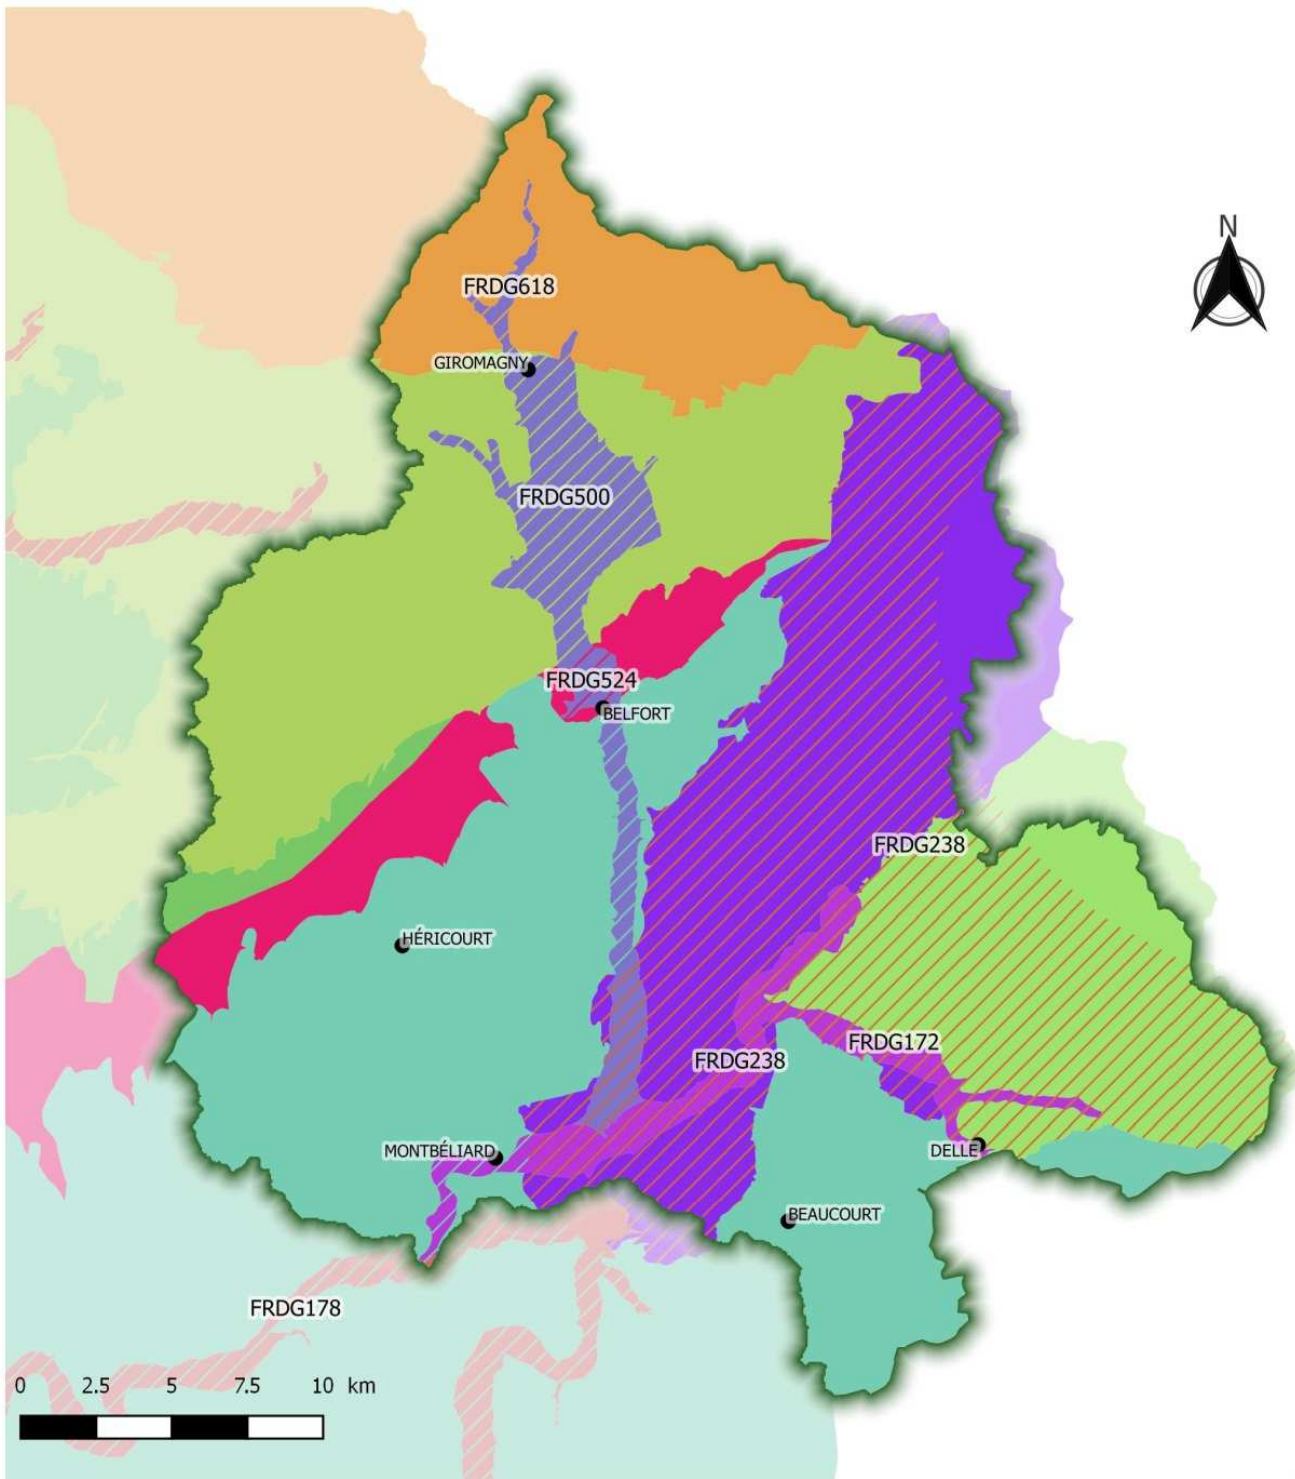 N
FRDG618
GIROMAGNY
FRDG500
FRDG524
BELFORT
FRDG238
HÉRICOURT
FRDG172
FRDG238
MONTBÉLIARD
DELLE
BEAUCOURT
FRDG178
0 2.5 5 7.5 10 km